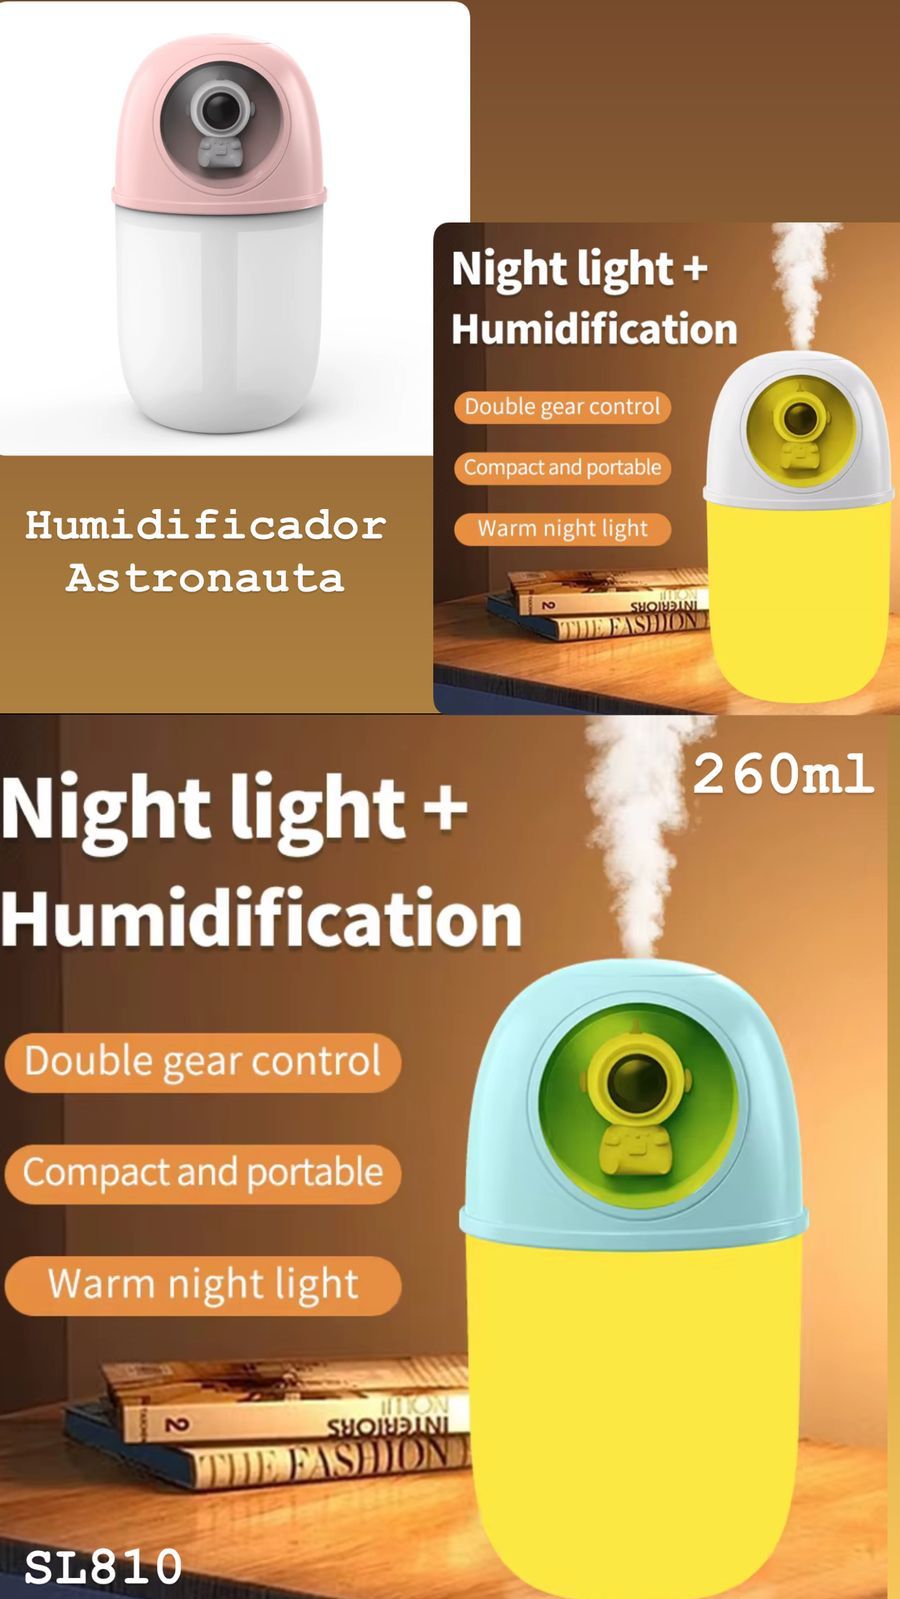 Night light +
Humidification
Double gear control
Compact and portable
Warm night light
INTERIORS
2
THE FASHION
Humidificador
Astronauta
260ml
Night light +
Humidification
Double gear control
Compact and portable
Warm night light
INTERIORS
2
THE FASHION
SL810